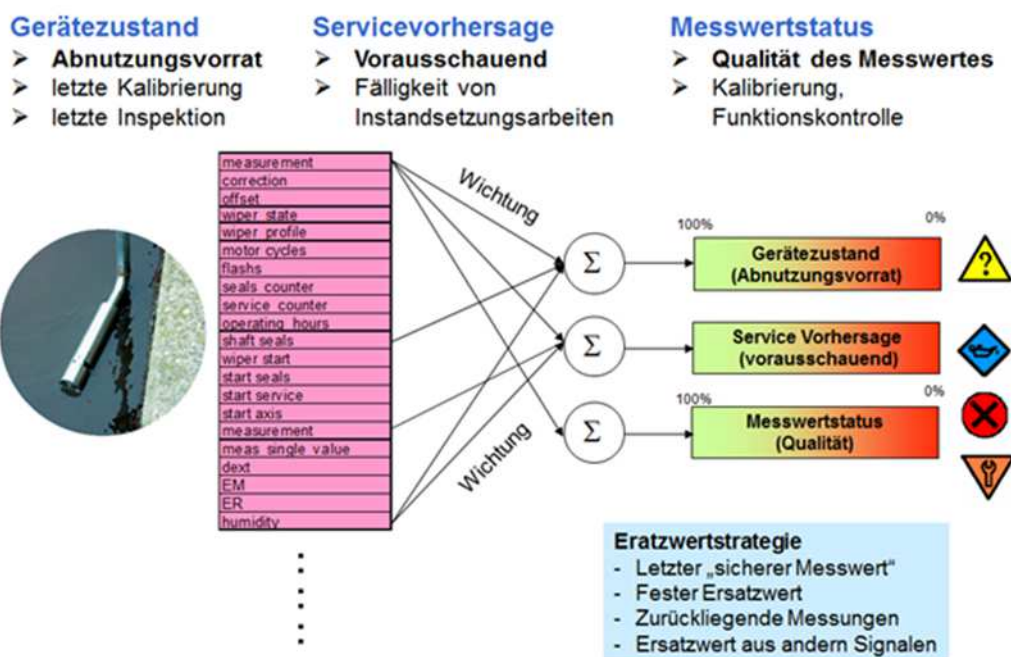 Gerätezustand
➢ Abnutzungsvorrat
➢ letzte Kalibrierung
➢ letzte Inspektion
Servicevorhersage
➢ Vorausschauend
➢ Fälligkeit von
Instandsetzungsarbeiten
Messwertstatus
➢ Qualität des Messwertes
➢ Kalibrierung,
Funktionskontrolle
measurement
correction
offset
wiper state
wiper profile
motor cycles
flashs
seals counter
service counter
operating hours
shaft seals
wiper start
start seals
start service
start axis
measurement
meas single value
dext
EM
ER
humidity
Wichtung
Wichtung
Σ
Σ
Σ
100%
0%
Gerätezustand
(Abnutzungsvorrat)
?
Service Vorhersage
(vorausschauend)
100%
0%
Messwertstatus
(Qualität)
Eratzwertstrategie
- Letzter „sicherer Messwert“
- Fester Ersatzwert
- Zurückliegende Messungen
- Ersatzwert aus andern Signalen